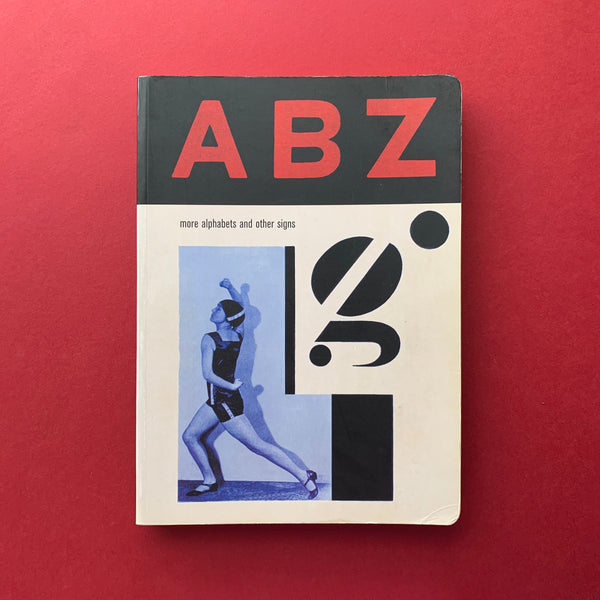 ABZ
more alphabets and other signs
g